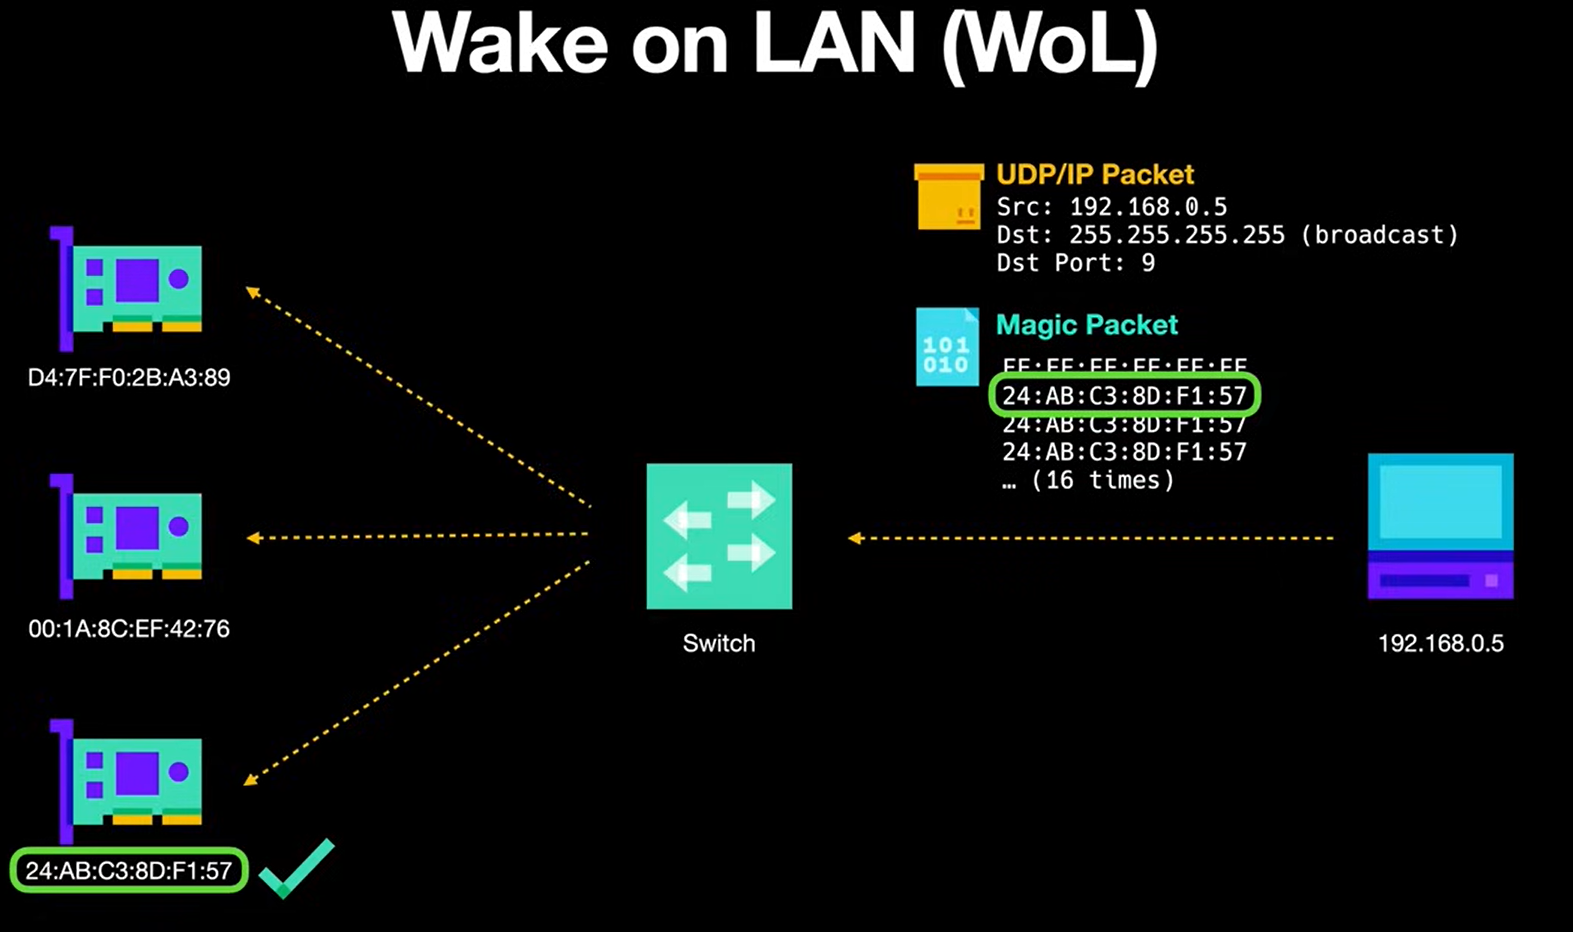 Wake on LAN (WoL)
UDP/IP Packet
Src: 192.168.0.5
Dst: 255.255.255.255 (broadcast)
Dst Port: 9
101
010
Magic Packet
FF:FF:FF:FF:FF:FF
24:AB:C3:8D:F1:57
24:AB:C3:8D:F1:57
24:AB:C3:8D:F1:57
… (16 times)
D4:7F:F0:2B:A3:89
00:1A:8C:EF:42:76
24:AB:C3:8D:F1:57
Switch
192.168.0.5